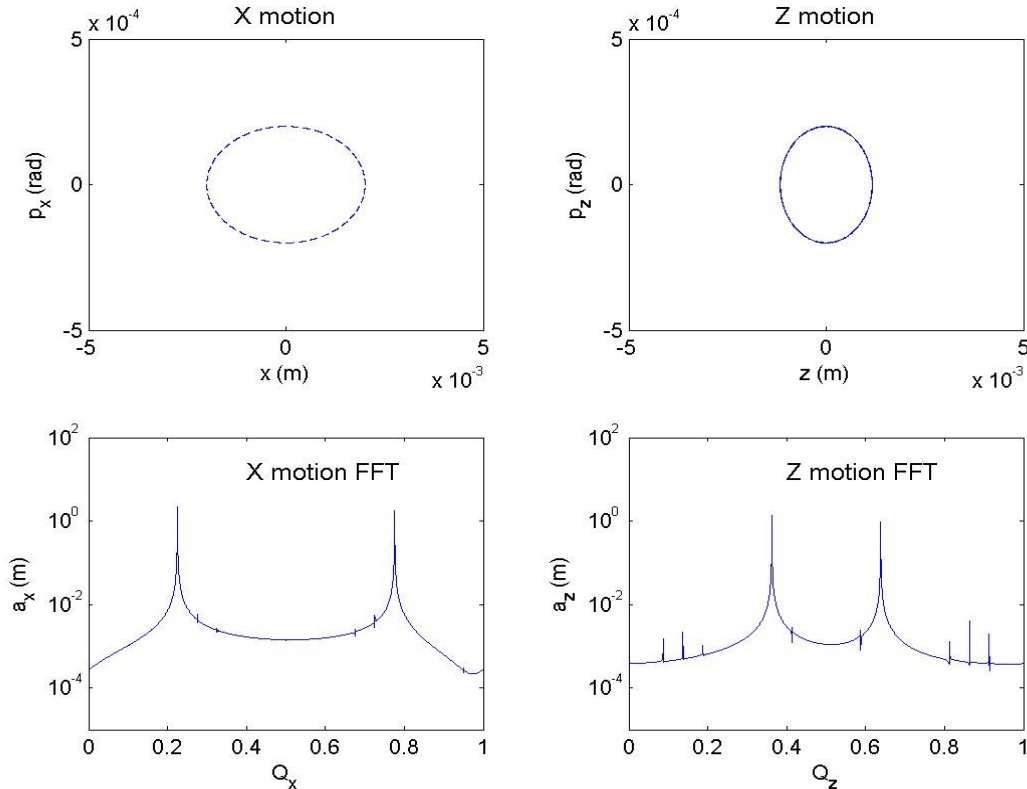 X motion
x 10^-4
5
0
-5
p_x (rad)
-5 0 5
x (m)
x 10^-3
Z motion
x 10^-4
5
0
-5
p_z (rad)
-5 0 5
z (m)
x 10^-3
X motion FFT
10^2
10^0
10^-2
10^-4
a_x (m)
0 0.2 0.4 0.6 0.8 1
Q_x
Z motion FFT
10^2
10^0
10^-2
10^-4
a_z (m)
0 0.2 0.4 0.6 0.8 1
Q_z